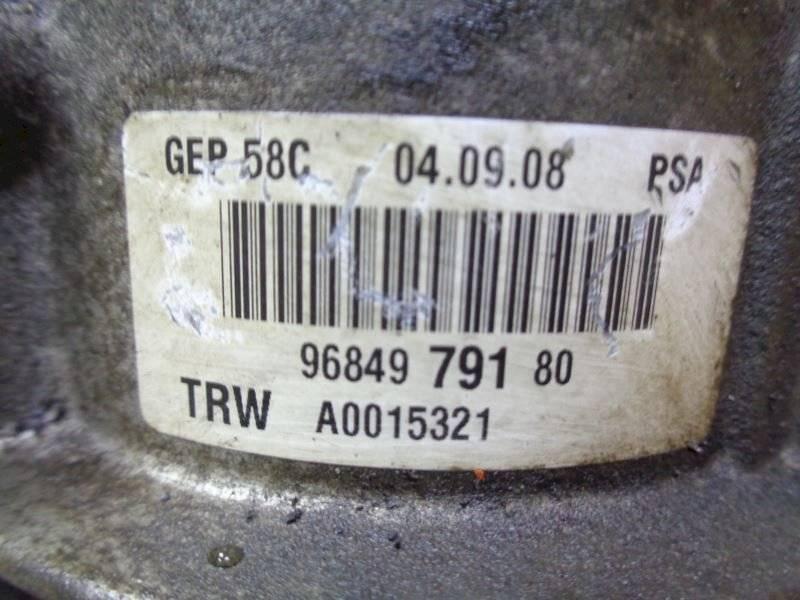 GEP 58C 04.09.08 PSA
96849 791 80
TRW A0015321